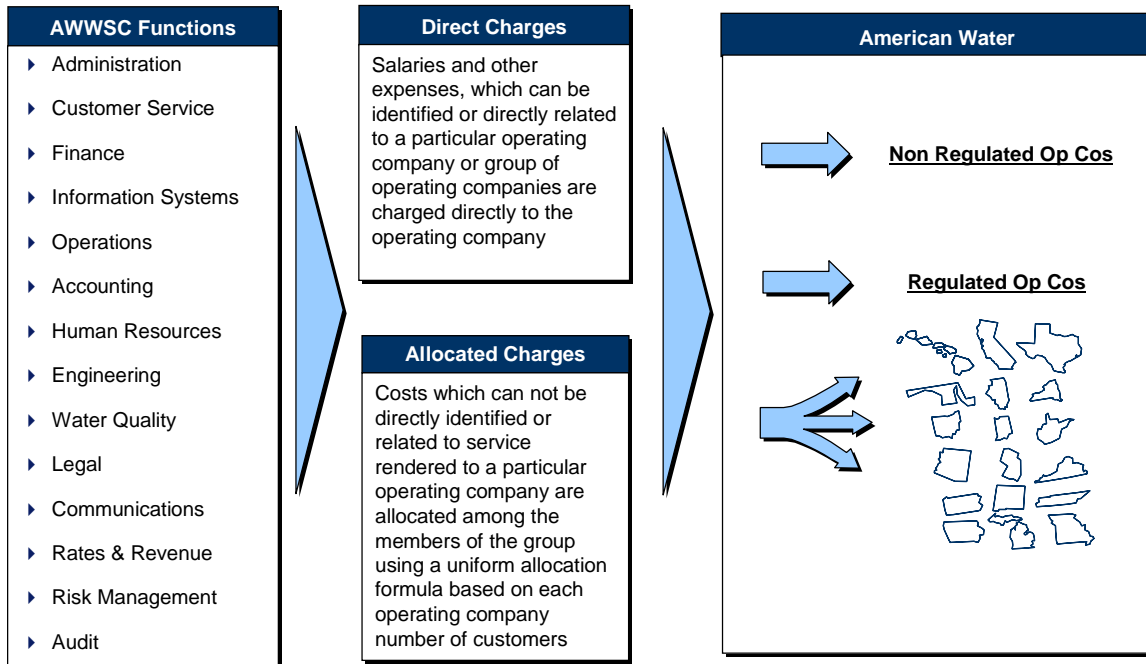 AWWSC Functions
Administration
Customer Service
Finance
Information Systems
Operations
Accounting
Human Resources
Engineering
Water Quality
Legal
Communications
Rates & Revenue
Risk Management
Audit
Direct Charges
Salaries and other
expenses, which can be
identified or directly related
to a particular operating
company or group of
operating companies are
charged directly to the
operating company
Allocated Charges
Costs which can not be
directly identified or
related to service
rendered to a particular
operating company are
allocated among the
members of the group
using a uniform allocation
formula based on each
operating company
number of customers
American Water
Non Regulated Op Cos
Regulated Op Cos